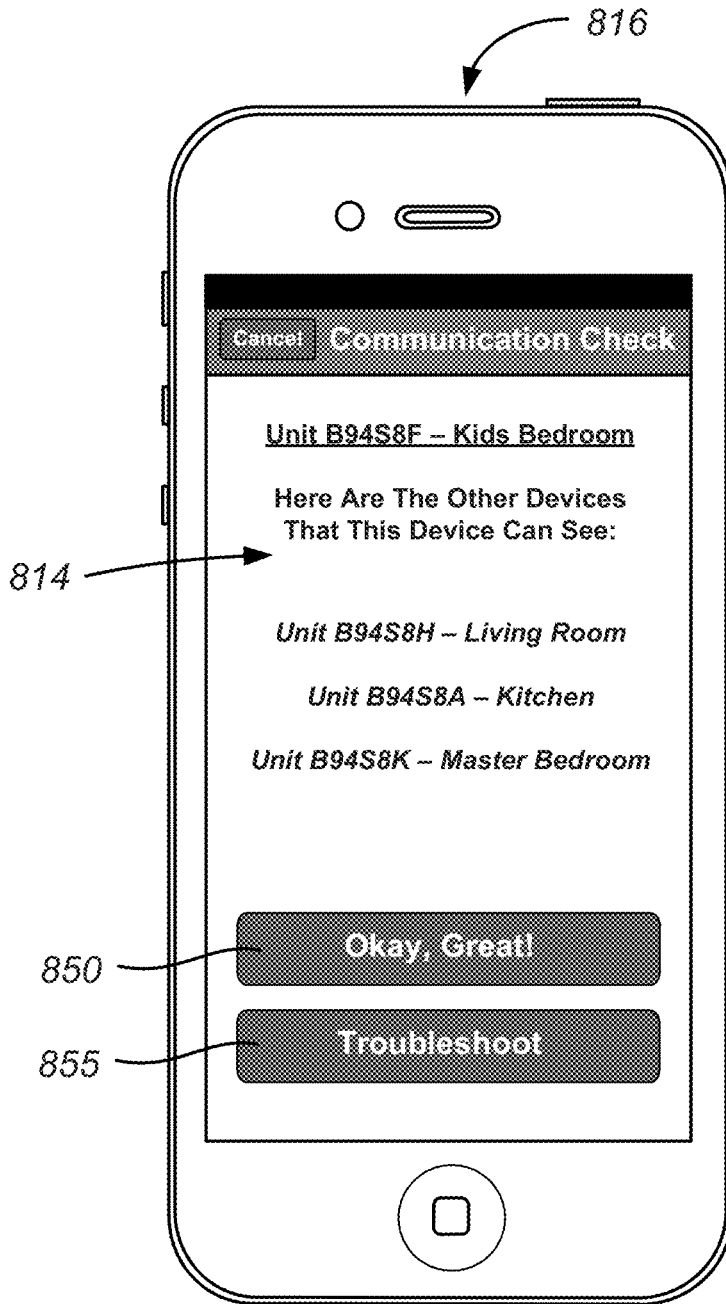 816
Cancel Communication Check
Unit B94S8F – Kids Bedroom
Here Are The Other Devices
That This Device Can See:
814
Unit B94S8H – Living Room
Unit B94S8A – Kitchen
Unit B94S8K – Master Bedroom
Okay, Great!
850
Troubleshoot
855